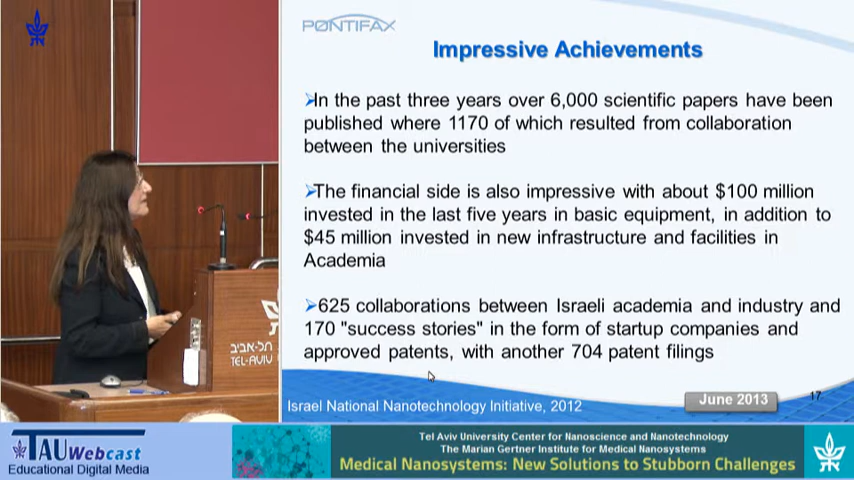 PONTIFAX
Impressive Achievements
➢In the past three years over 6,000 scientific papers have been
published where 1170 of which resulted from collaboration
between the universities
➢The financial side is also impressive with about $100 million
invested in the last five years in basic equipment, in addition to
$45 million invested in new infrastructure and facilities in
Academia
➢625 collaborations between Israeli academia and industry and
170 "success stories" in the form of startup companies and
approved patents, with another 704 patent filings
Israel National Nanotechnology Initiative, 2012
June 2013
17
תל-אביב
TEL-AVIV
TAU Webcast
Educational Digital Media
Tel Aviv University Center for Nanoscience and Nanotechnology
The Marian Gertner Institute for Medical Nanosystems
Medical Nanosystems: New Solutions to Stubborn Challenges